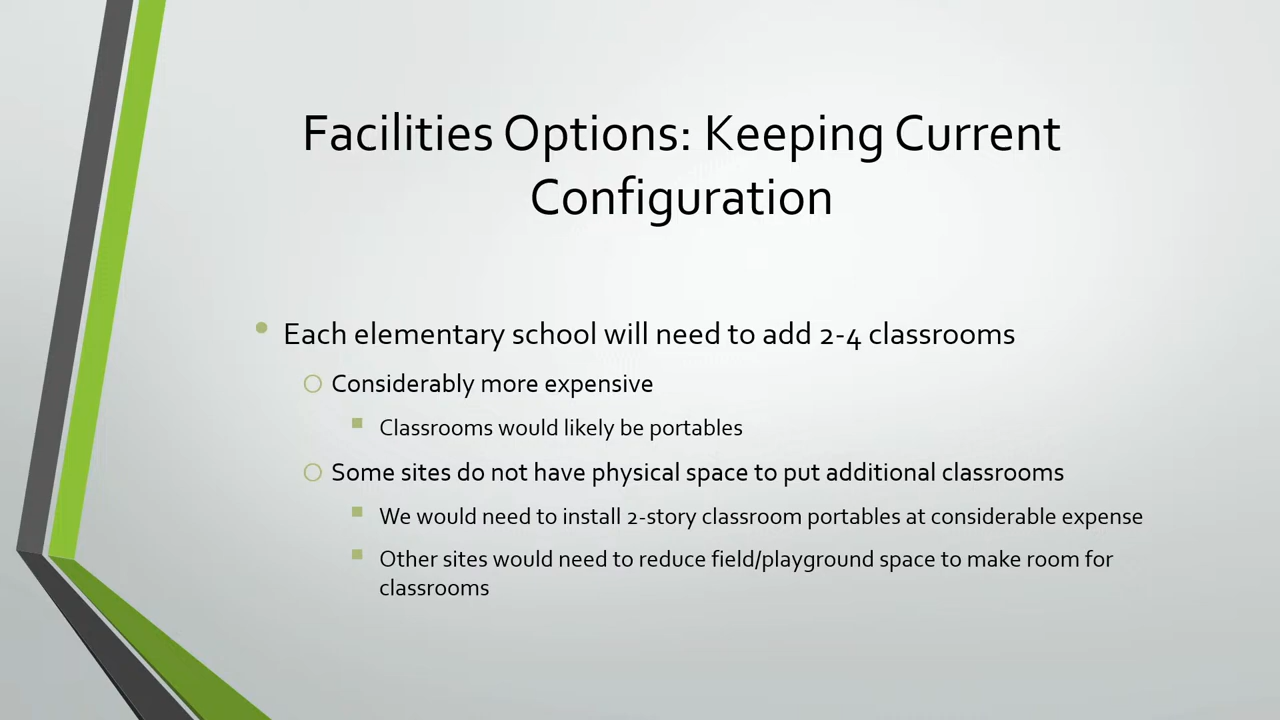 Facilities Options: Keeping Current
Configuration
Each elementary school will need to add 2-4 classrooms
Considerably more expensive
Classrooms would likely be portables
Some sites do not have physical space to put additional classrooms
We would need to install 2-story classroom portables at considerable expense
Other sites would need to reduce field/playground space to make room for
classrooms